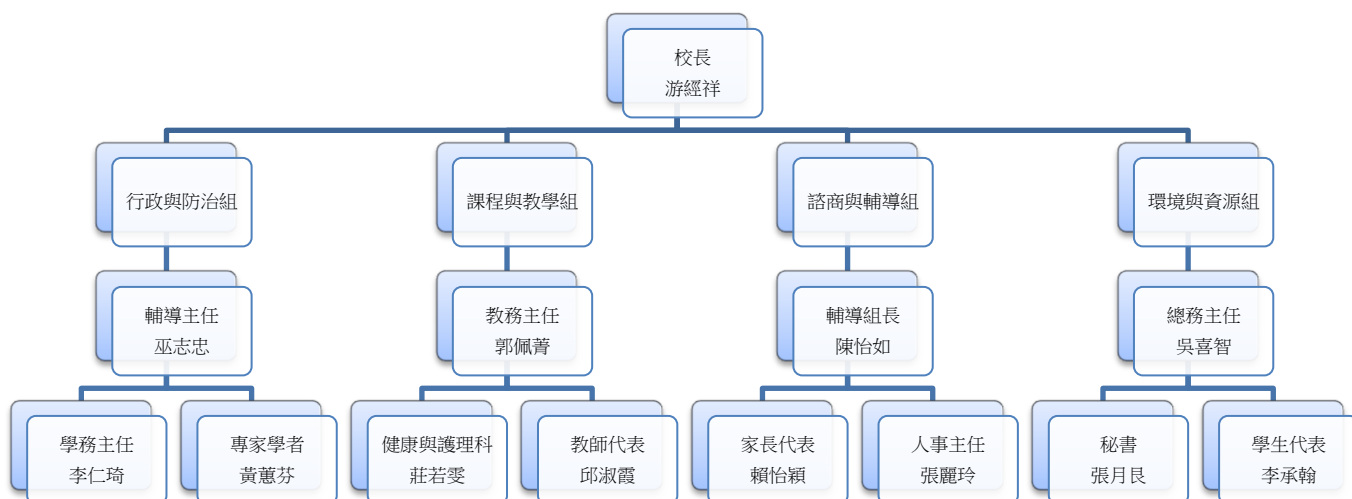 校長
游經祥
行政與防治組
課程與教學組
諮商與輔導組
環境與資源組
輔導主任
巫志忠
教務主任
郭佩菁
輔導組長
陳怡如
總務主任
吳喜智
學務主任
李仁琦
專家學者
黃蕙芬
健康與護理科
莊若雯
教師代表
邱淑霞
家長代表
賴怡穎
人事主任
張麗玲
秘書
張月艮
學生代表
李承翰